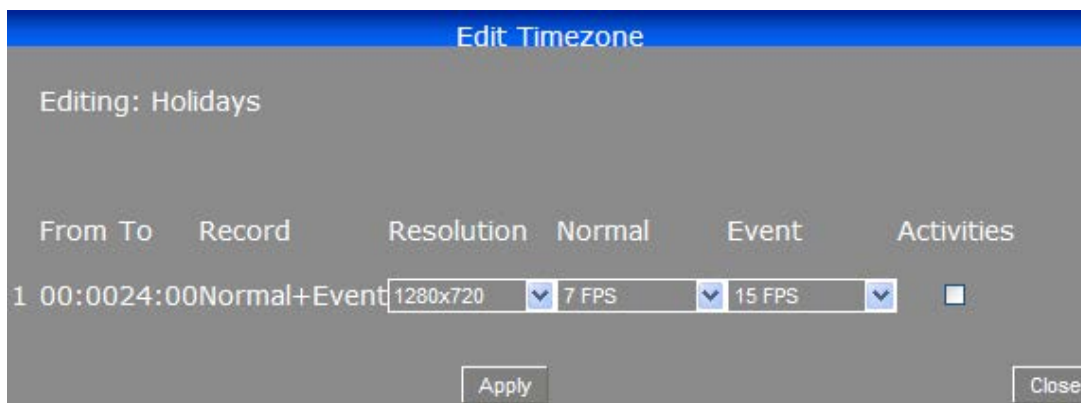 Edit Timezone
Editing: Holidays
From To Record Resolution Normal Event Activities
1 00:0024:00Normal+Event 1280x720 7 FPS 15 FPS
Apply Close